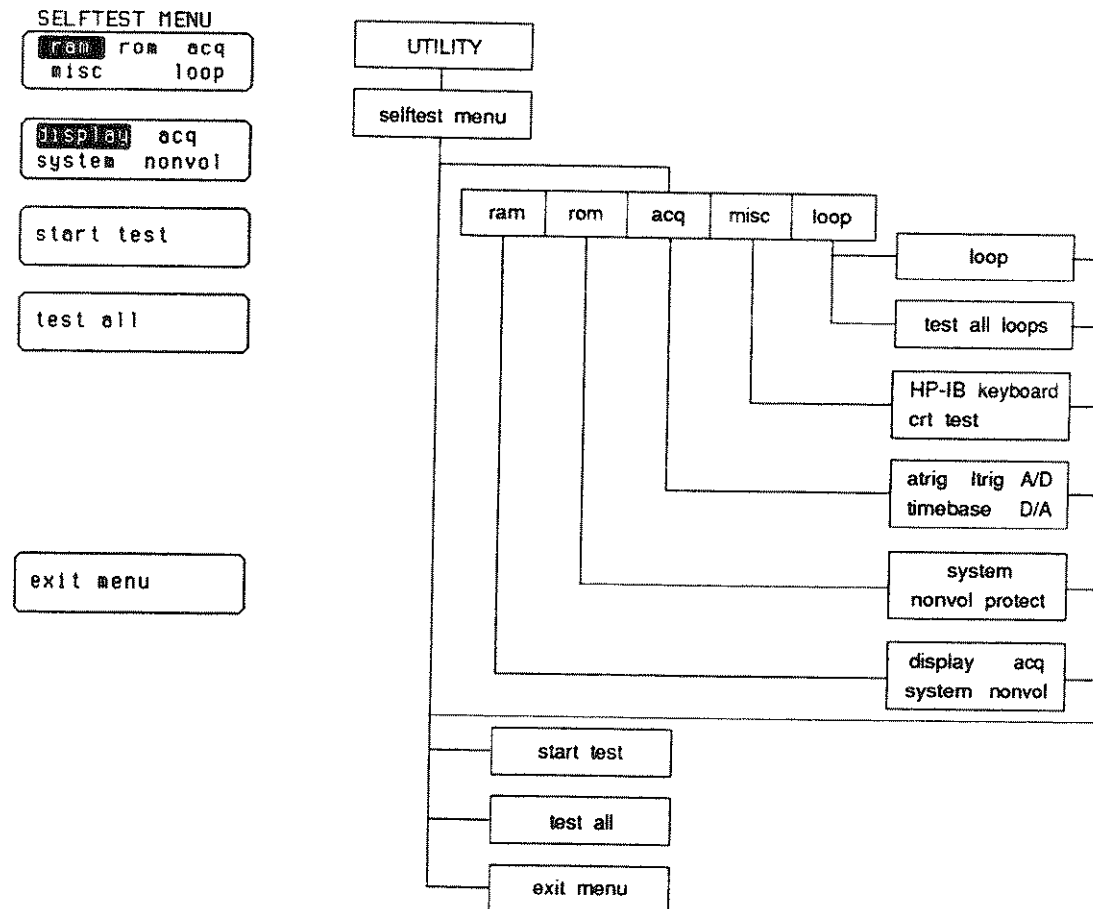 SELFTEST MENU
ram rom acq
misc loop
display acq
system nonvol
start test
test all
exit menu
UTILITY
selftest menu
ram rom acq misc loop
loop
test all loops
HP-IB keyboard
crt test
atrig ltrig A/D
timebase D/A
system
nonvol protect
display acq
system nonvol
start test
test all
exit menu